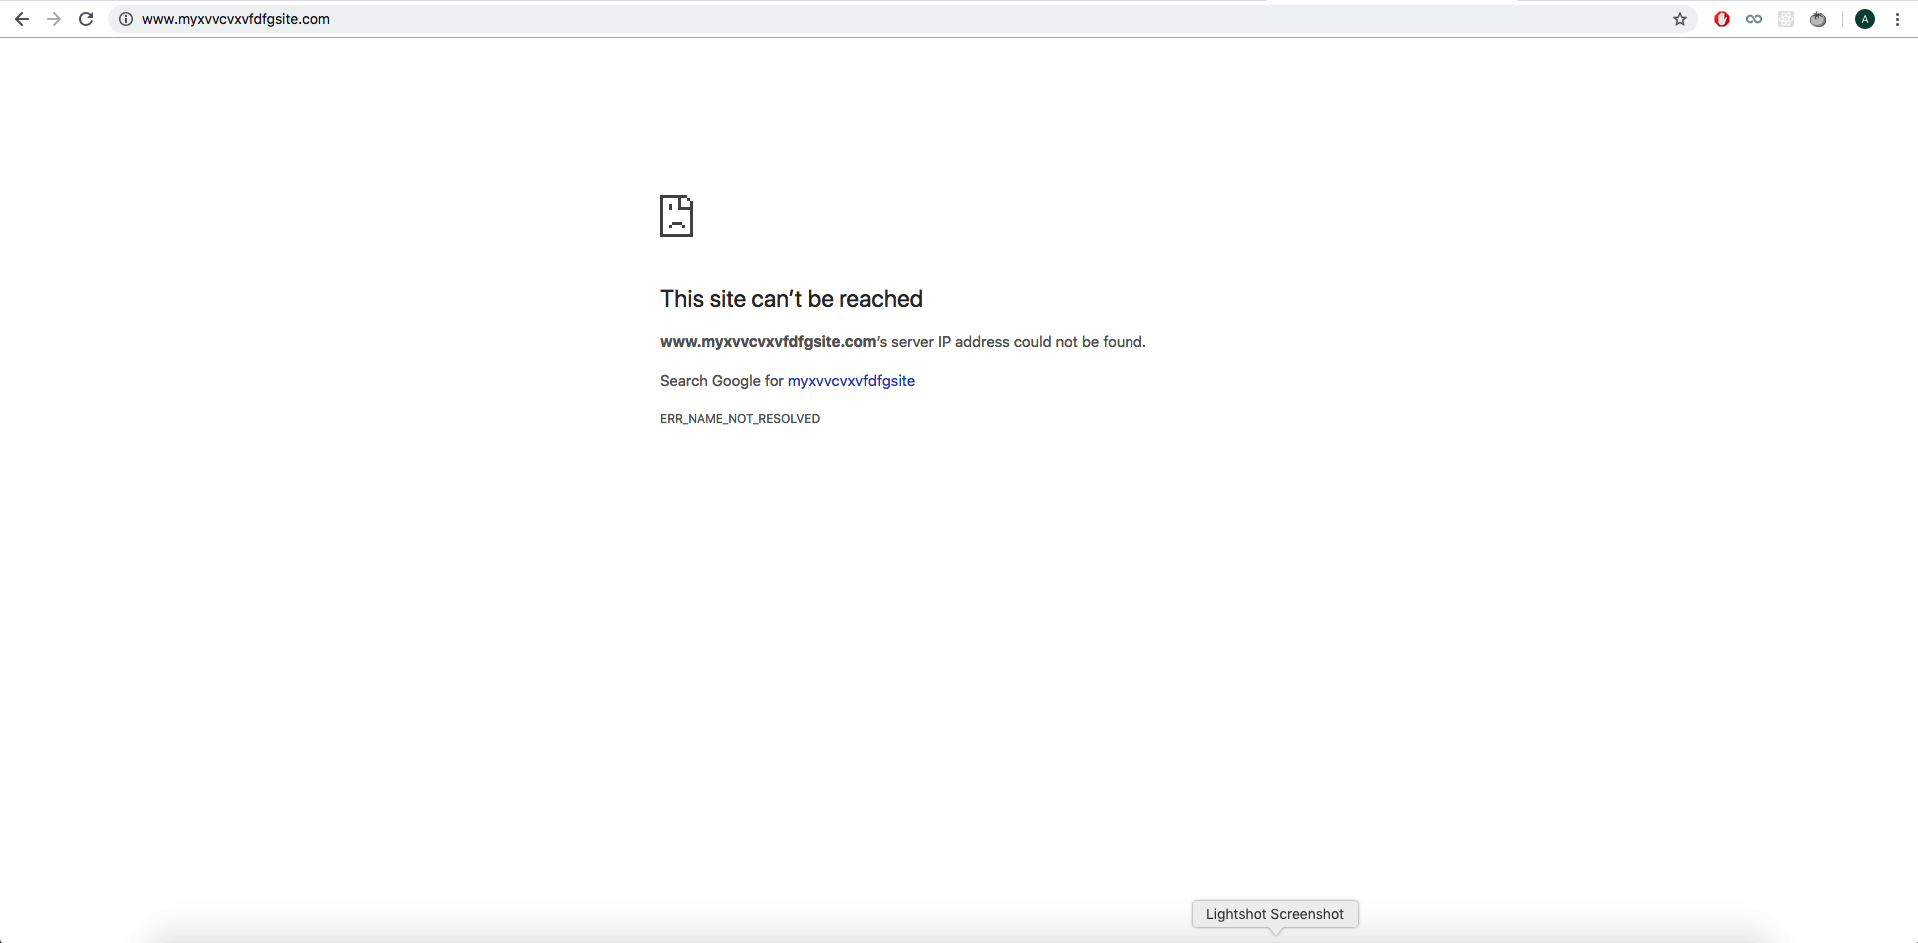 www.myxvvcvxvfdfgsite.com
A
This site can't be reached
www.myxvvcvxvfdfgsite.com's server IP address could not be found.
Search Google for myxvvcvxvfdfgsite
ERR_NAME_NOT_RESOLVED
Lightshot Screenshot